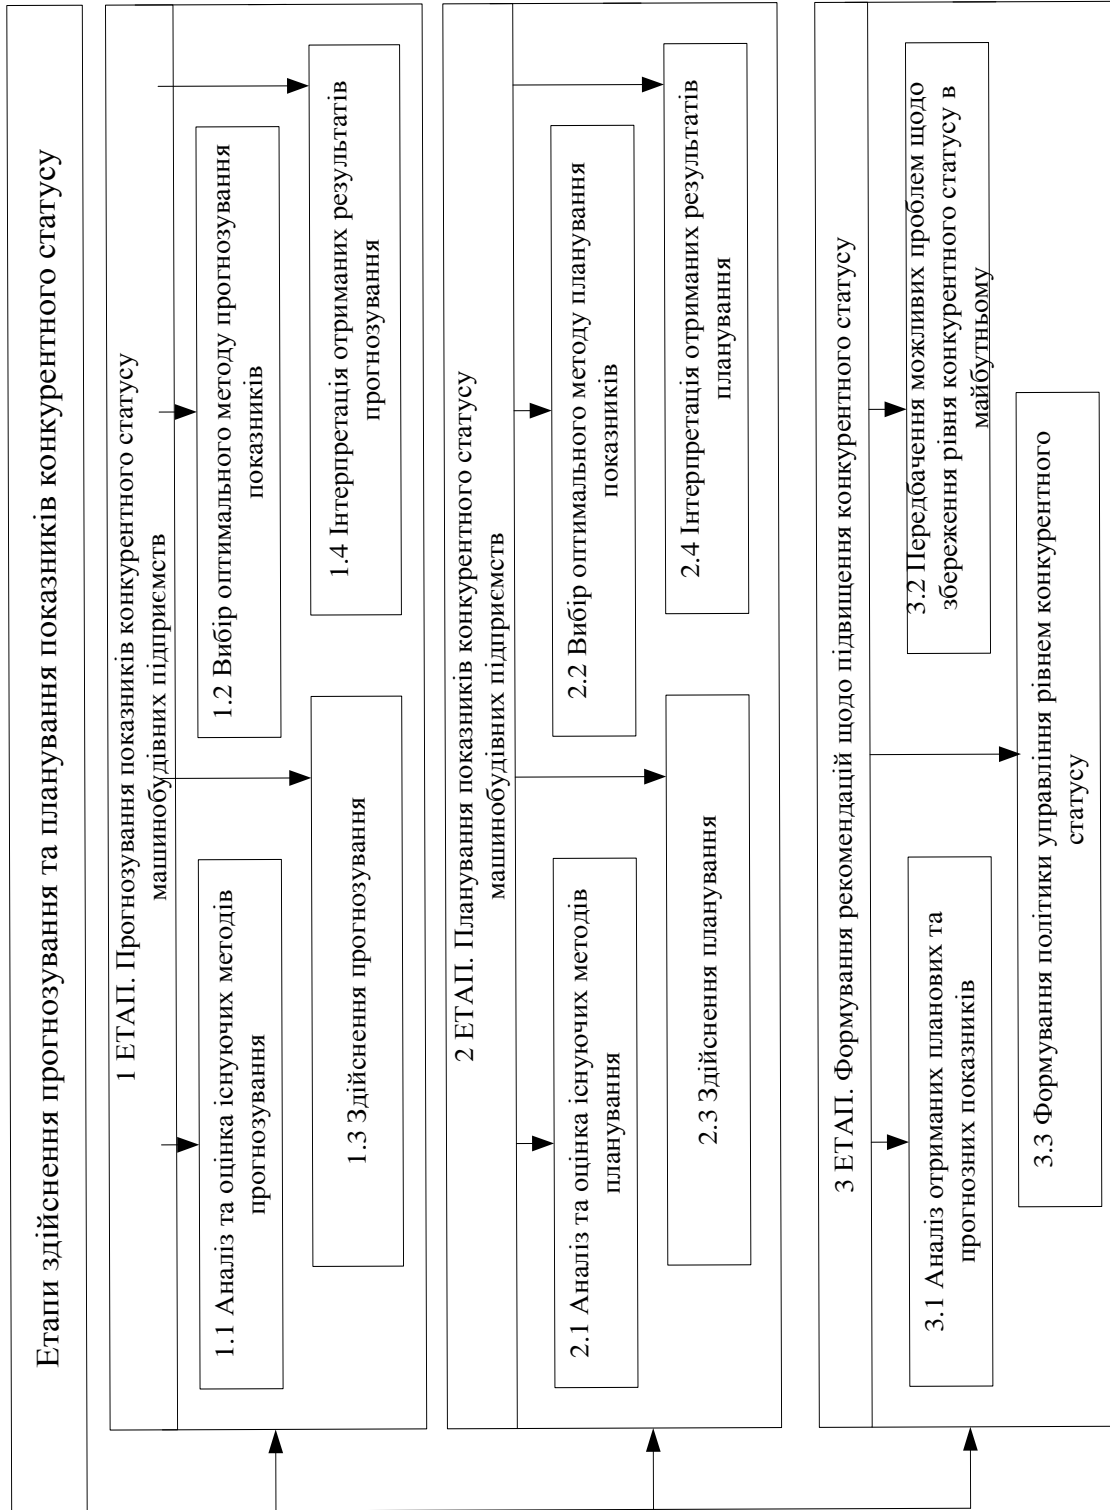 Етапи здійснення прогнозування та планування показників конкурентного статусу
1 ЕТАП. Прогнозування показників конкурентного статусу
машинобудівних підприємств
1.1 Аналіз та оцінка існуючих методів
прогнозування
1.2 Вибір оптимального методу прогнозування
показників
1.3 Здійснення прогнозування
1.4 Інтерпретація отриманих результатів
прогнозування
2 ЕТАП. Планування показників конкурентного статусу
машинобудівних підприємств
2.1 Аналіз та оцінка існуючих методів
планування
2.2 Вибір оптимального методу планування
показників
2.3 Здійснення планування
2.4 Інтерпретація отриманих результатів
планування
3 ЕТАП. Формування рекомендацій щодо підвищення конкурентного статусу
3.1 Аналіз отриманих планових та
прогнозних показників
3.2 Передбачення можливих проблем щодо
збереження рівня конкурентного статусу в
майбутньому
3.3 Формування політики управління рівнем конкурентного
статусу